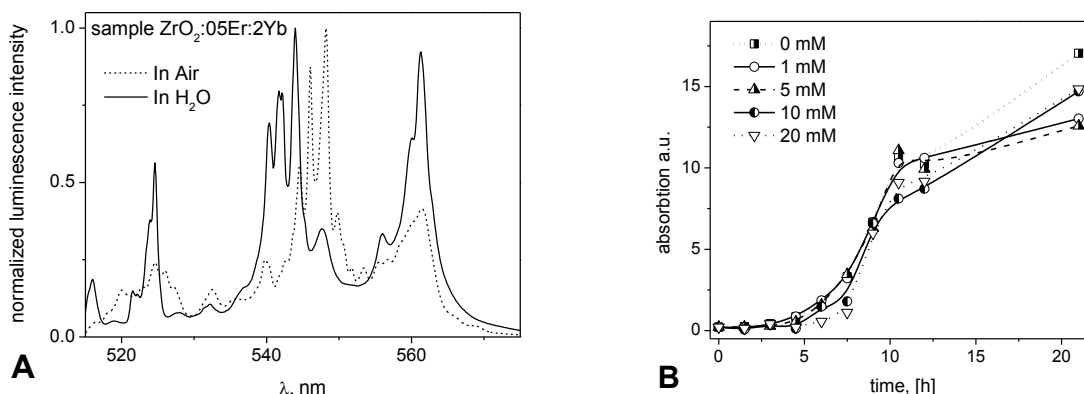 sample ZrO2:05Er:2Yb
In Air
In H2O
normalized luminescence intensity
1.0
0.5
0.0
520
540
560
λ, nm
A
0 mM
1 mM
5 mM
10 mM
20 mM
absorbtion a.u.
15
10
5
0
0
5
10
15
20
time, [h]
B